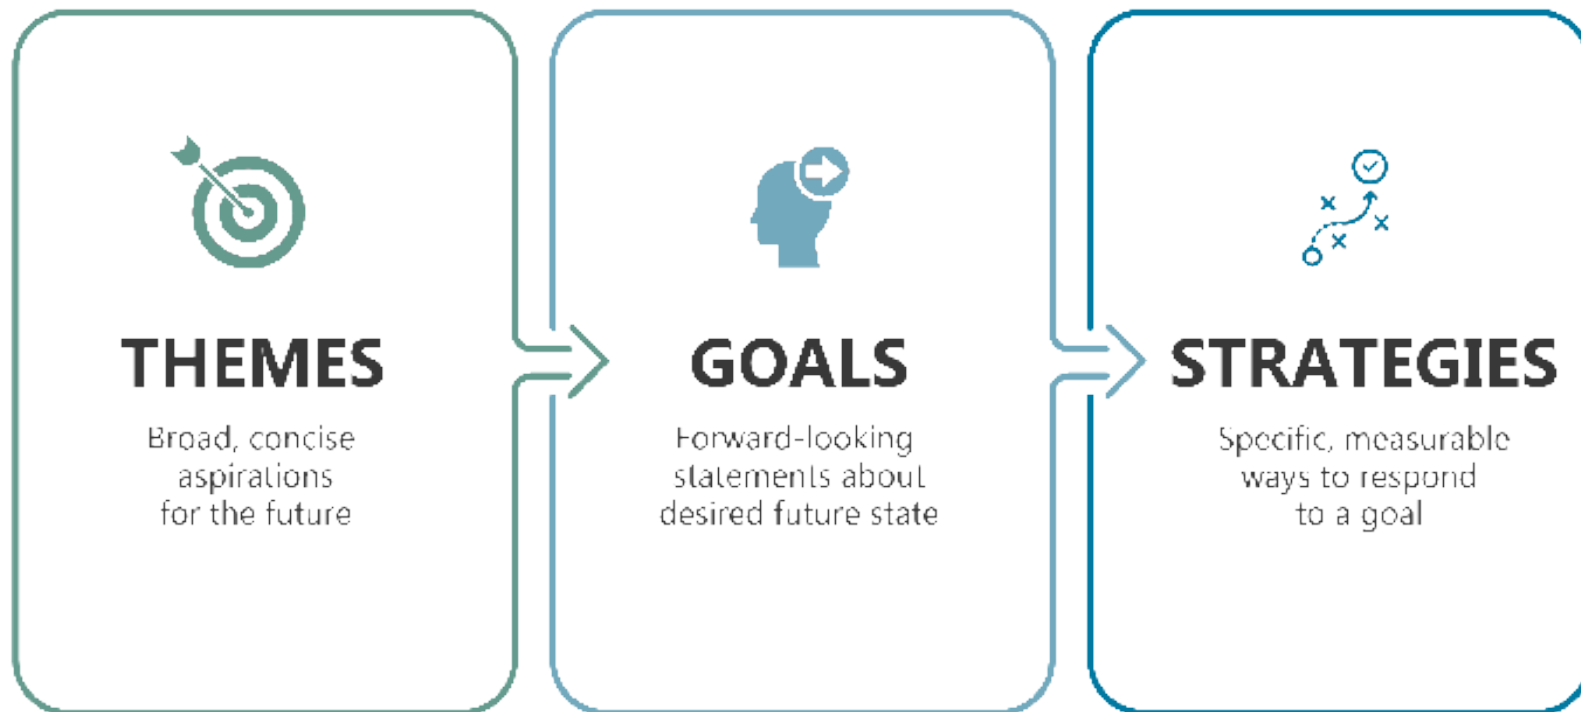 THEMES
Broad, concise
aspirations
for the future
GOALS
Forward-looking
statements about
desired future state
STRATEGIES
Specific, measurable
ways to respond
to a goal